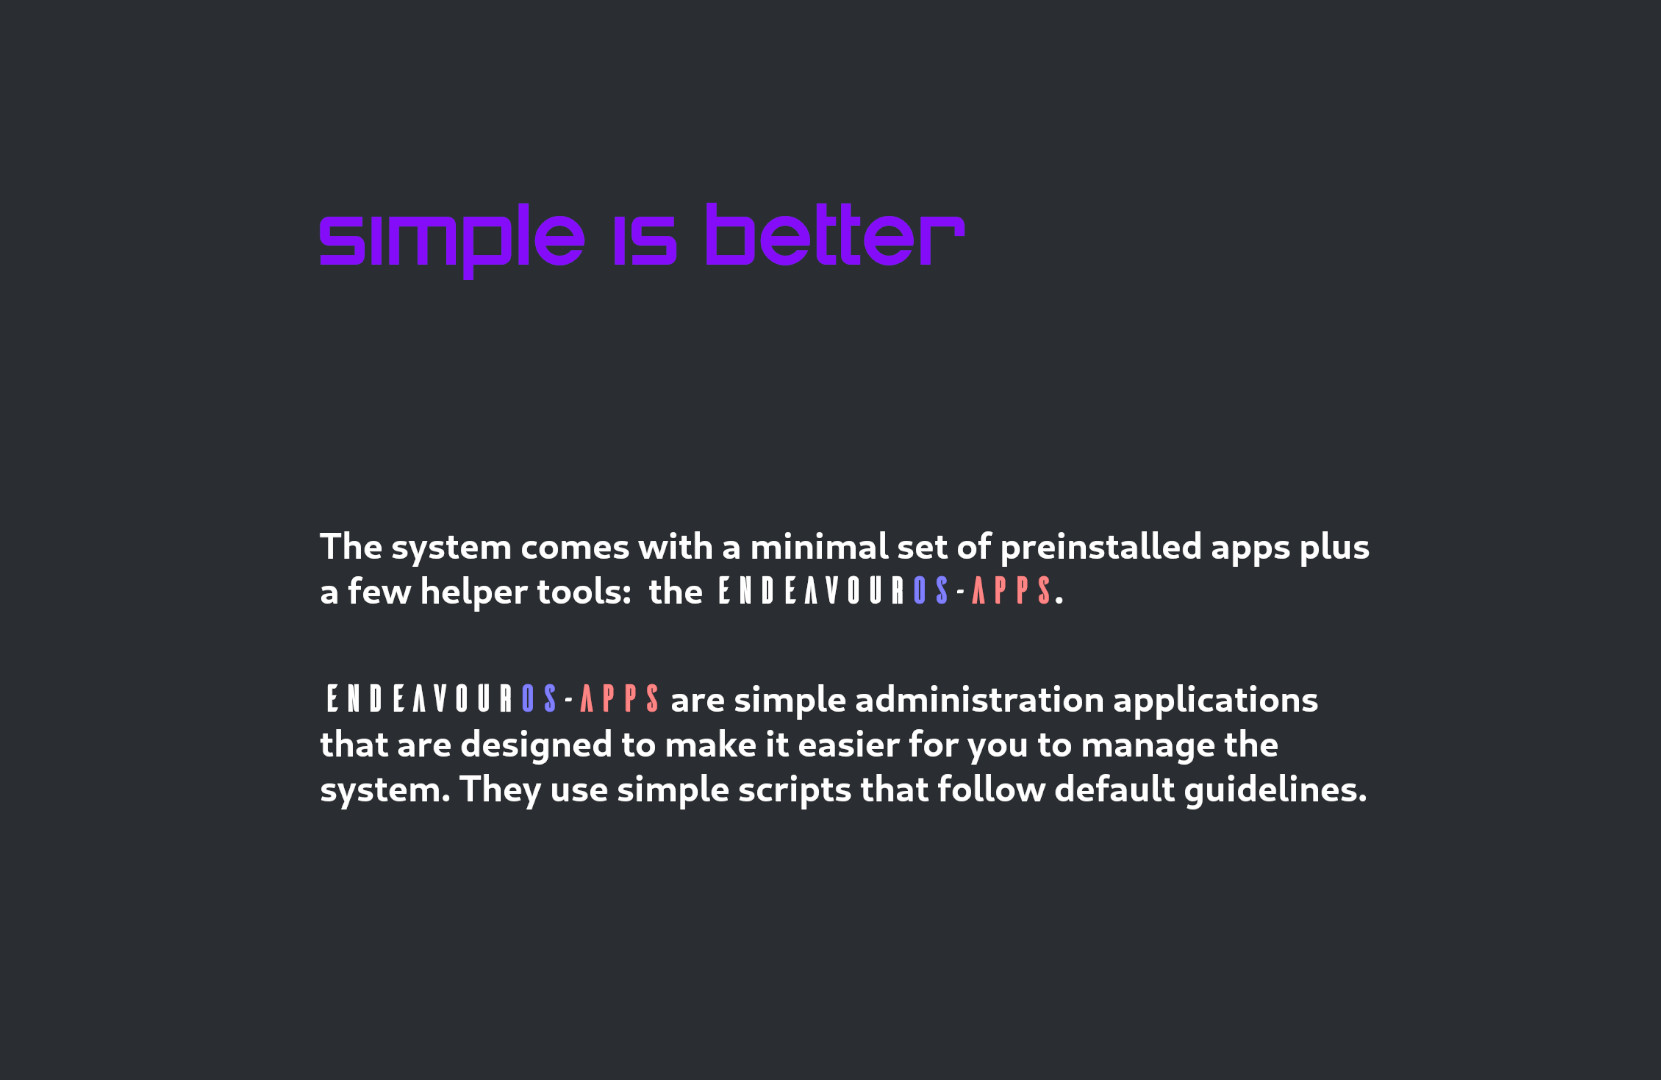 simple is better
The system comes with a minimal set of preinstalled apps plus
a few helper tools:  the ENDEAVOUROS-APPS.
ENDEAVOUROS-APPS are simple administration applications
that are designed to make it easier for you to manage the
system. They use simple scripts that follow default guidelines.